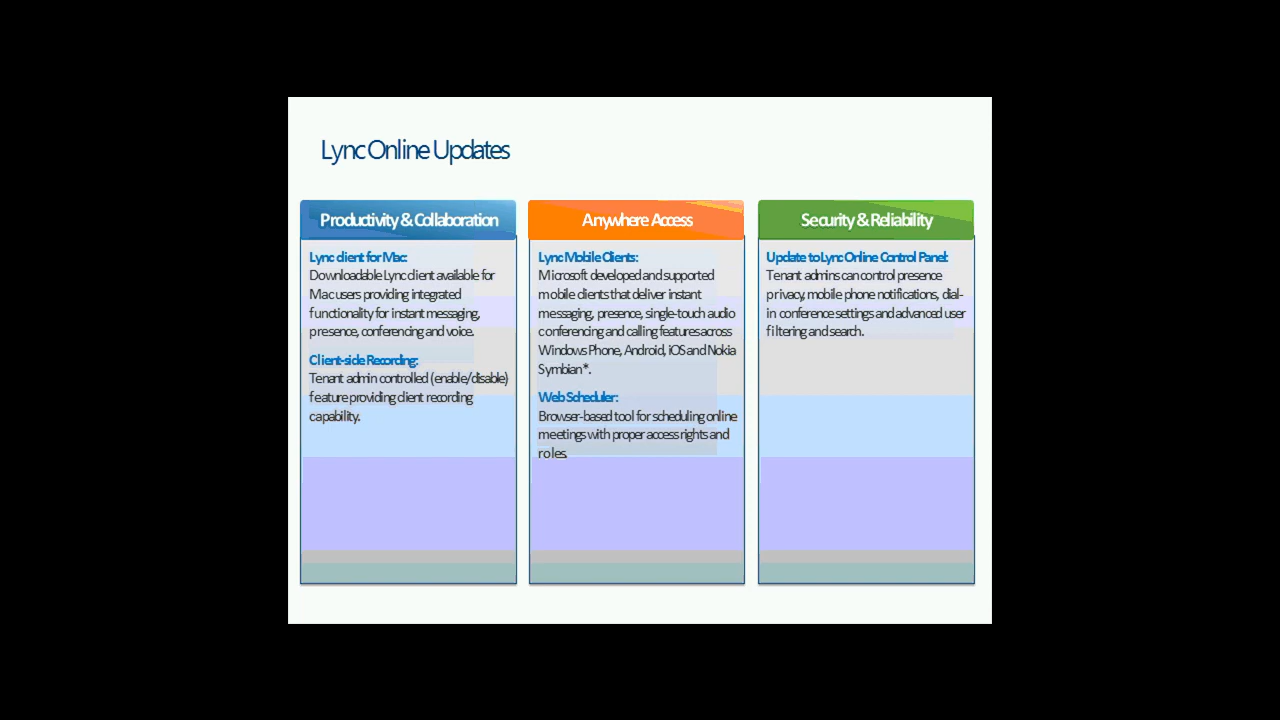 Lync Online Updates
Productivity & Collaboration
Lync client for Mac:
Downloadable Lync client available for
Mac users providing integrated
functionality for instant messaging,
presence, conferencing and voice.
Client-side Recording:
Tenant admin controlled (enable/disable)
feature providing client recording
capability.
Anywhere Access
Lync Mobile Clients:
Microsoft developed and supported
mobile clients that deliver instant
messaging, presence, single-touch audio
conferencing and calling features across
Windows Phone, Android, iOS and Nokia
Symbian*.
Web Scheduler:
Browser-based tool for scheduling online
meetings with proper access rights and
roles.
Security & Reliability
Update to Lync Online Control Panel:
Tenant admins can control presence
privacy, mobile phone notifications, dial-
in conference settings and advanced user
filtering and search.